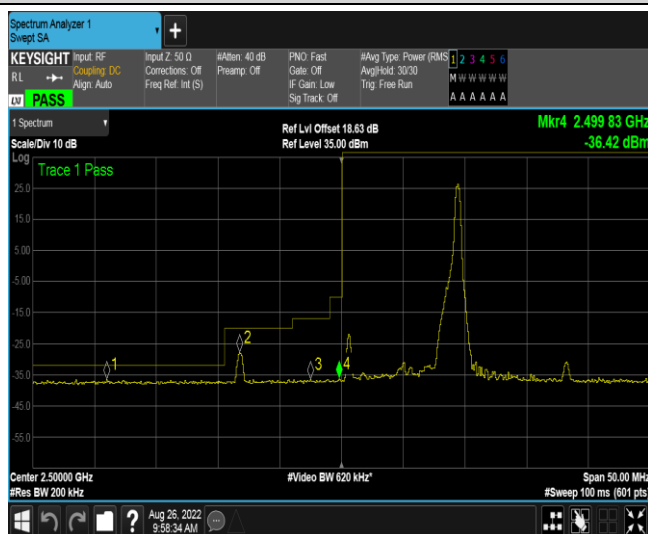 Spectrum Analyzer 1
Swept SA
+
KEYSIGHT
RL
LXI PASS
Input: RF
Coupling: DC
Align: Auto
Input Z: 50 Ω
Corrections: Off
Freq Ref: Int (S)
#Atten: 40 dB
Preamp: Off
PNO: Fast
Gate: Off
IF Gain: Low
Sig Track: Off
#Avg Type: Power (RMS
Avg|Hold: 30/30
Trig: Free Run
1 2 3 4 5 6
M W W W W W
A A A A A A
1 Spectrum
Scale/Div 10 dB
Log
Ref Lvl Offset 18.63 dB
Ref Level 35.00 dBm
Mkr4 2.499 83 GHz
-36.42 dBm
Trace 1 Pass
25.0
15.0
5.00
-5.00
-15.0
-25.0
-35.0
-45.0
-55.0
1
2
3
4
Center 2.50000 GHz
#Res BW 200 kHz
#Video BW 620 kHz*
Span 50.00 MHz
#Sweep 100 ms (601 pts)
?
Aug 26, 2022
9:58:34 AM